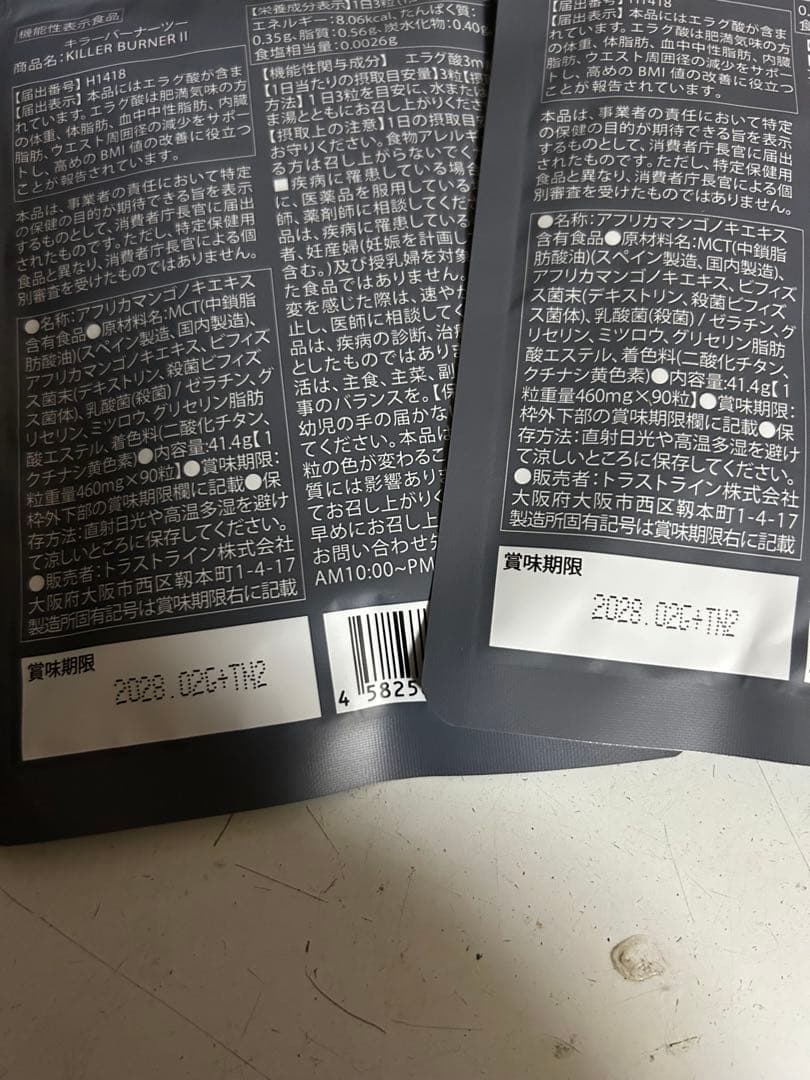 機能性表示食品
キラーバーナーツー
商品名:KILLER BURNER II
【届出番号】H1418
【届出表示】本品にはエラグ酸が含ま
れています。エラグ酸は肥満気味の方
の体重、体脂肪、血中中性脂肪、内臓
脂肪、ウエスト周囲径の減少をサポー
トし、高めのBMI値の改善に役立つ
ことが報告されています。
本品は、事業者の責任において特定
の保健の目的が期待できる旨を表示
するものとして、消費者庁長官に届出
されたものです。ただし、特定保健用
食品と異なり、消費者庁長官による個
別審査を受けたものではありません。
●名称:アフリカマンゴノキエキス
含有食品●原材料名:MCT(中鎖脂
肪酸油)(スペイン製造、国内製造)、
アフリカマンゴノキエキス、ビフィズ
ス菌末(デキストリン、殺菌ビフィズ
ス菌体)、乳酸菌(殺菌)/ゼラチン、グ
リセリン、ミツロウ、グリセリン脂肪
酸エステル、着色料(二酸化チタン、
クチナシ黄色素)●内容量:41.4g【1
粒重量460mg×90粒】●賞味期限:
枠外下部の賞味期限欄に記載●保
存方法:直射日光や高温多湿を避け
て涼しいところに保存してください。
●販売者:トラストライン株式会社
大阪府大阪市西区靱本町1-4-17
製造所固有記号は賞味期限右に記載
賞味期限
2028.02G+TN2
【栄養成分表示】1日3粒
エネルギー:8.06kcal、たんぱく質:
0.35g、脂質:0.56g、炭水化物:0.40g
食塩相当量:0.0026g
【機能性関与成分】 エラグ酸3m
【1日当たりの摂取目安量】3粒【摂
方法】1日3粒を目安に、水また
ま湯とともにお召し上がりくださ
【摂取上の注意】1日の摂取目
お守りください。食物アレルギ
る方は召し上がらないでく
■疾病に罹患している場合
に、医薬品を服用している
師、薬剤師に相談してくだ
品は、疾病に罹患している
者、妊産婦(妊娠を計画し
含む。)及び授乳婦を対象
た食品ではありません。
変を感じた際は、速やか
止し、医師に相談してく
品は、疾病の診断、治療
としたものではありま
活は、主食、主菜、副
事のバランスを。【保
幼児の手の届かな
てください。本品は
粒の色が変わるこ
質には影響あり
てお召し上がりく
早めにお召し上
お問い合わせ先
AM10:00~PM
4 5825
【届出番号】H1418
【届出表示】本品にはエラグ酸が含ま
れています。エラグ酸は肥満気味の方
の体重、体脂肪、血中中性脂肪、内臓
脂肪、ウエスト周囲径の減少をサポー
トし、高めのBMI値の改善に役立つ
ことが報告されています。
本品は、事業者の責任において特定
の保健の目的が期待できる旨を表示
するものとして、消費者庁長官に届出
されたものです。ただし、特定保健用
食品と異なり、消費者庁長官による個
別審査を受けたものではありません。
●名称:アフリカマンゴノキエキス
含有食品●原材料名:MCT(中鎖脂
肪酸油)(スペイン製造、国内製造)、
アフリカマンゴノキエキス、ビフィズ
ス菌末(デキストリン、殺菌ビフィズ
ス菌体)、乳酸菌(殺菌)/ゼラチン、グ
リセリン、ミツロウ、グリセリン脂肪
酸エステル、着色料(二酸化チタン、
クチナシ黄色素)●内容量:41.4g【1
粒重量460mg×90粒】●賞味期限:
枠外下部の賞味期限欄に記載●保
存方法:直射日光や高温多湿を避け
て涼しいところに保存してください。
●販売者:トラストライン株式会社
大阪府大阪市西区靱本町1-4-17
製造所固有記号は賞味期限右に記載
賞味期限
2028.02G+TN2